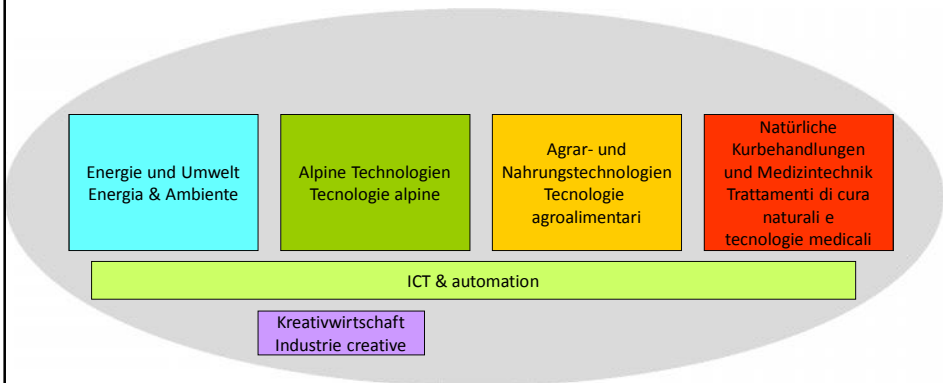 Energie und Umwelt
Energia & Ambiente
Alpine Technologien
Tecnologie alpine
Agrar- und
Nahrungstechnologien
Tecnologie
agroalimentari
Natürliche
Kurbehandlungen
und Medizintechnik
Trattamenti di cura
naturali e
tecnologie medicali
ICT & automation
Kreativwirtschaft
Industrie creative